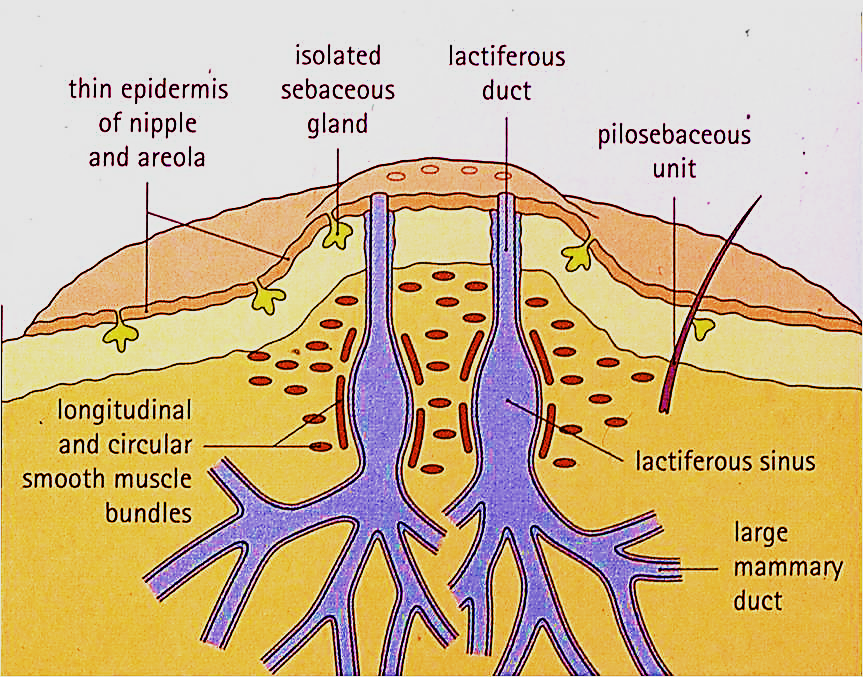 thin epidermis
of nipple
and areola
isolated
sebaceous
gland
lactiferous
duct
pilosebaceous
unit
longitudinal
and circular
smooth muscle
bundles
lactiferous sinus
large
mammary
duct